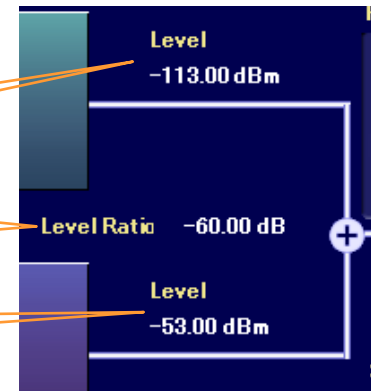 Level
-113.00 dBm
Level Ratio -60.00 dB
Level
-53.00 dBm